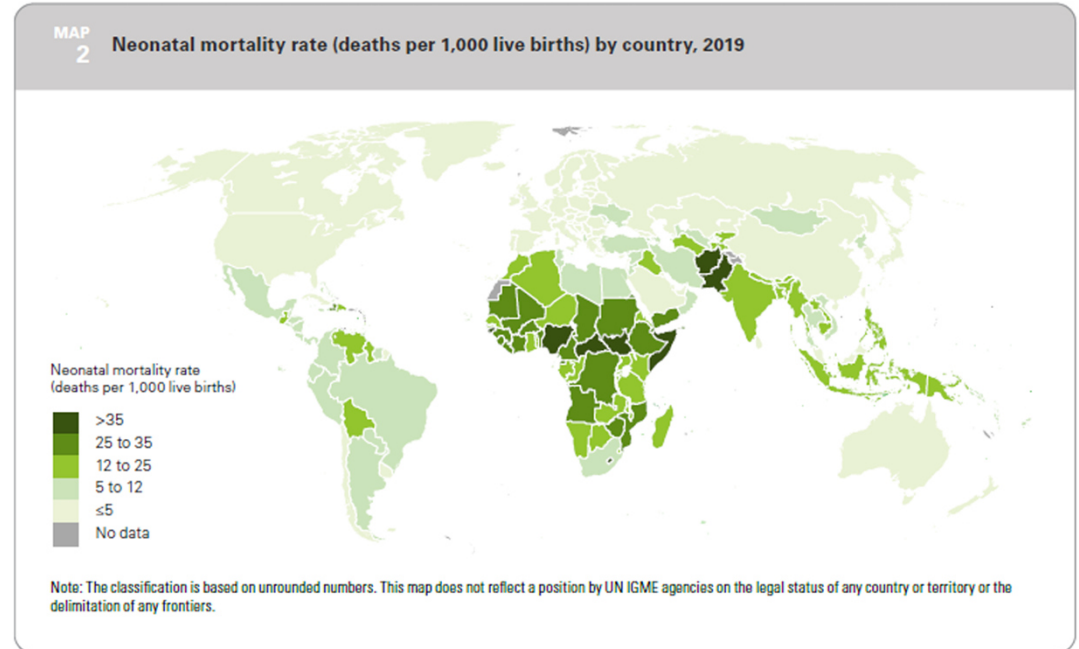 MAP
2
Neonatal mortality rate (deaths per 1,000 live births) by country, 2019
Neonatal mortality rate
(deaths per 1,000 live births)
>35
25 to 35
12 to 25
5 to 12
≤5
No data
Note: The classification is based on unrounded numbers. This map does not reflect a position by UN IGME agencies on the legal status of any country or territory or the
delimitation of any frontiers.